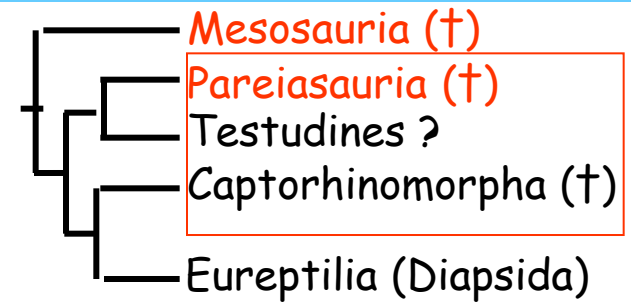 Mesosauria (†)
Pareiasauria (†)
Testudines ?
Captorhinomorpha (†)
Eureptilia (Diapsida)